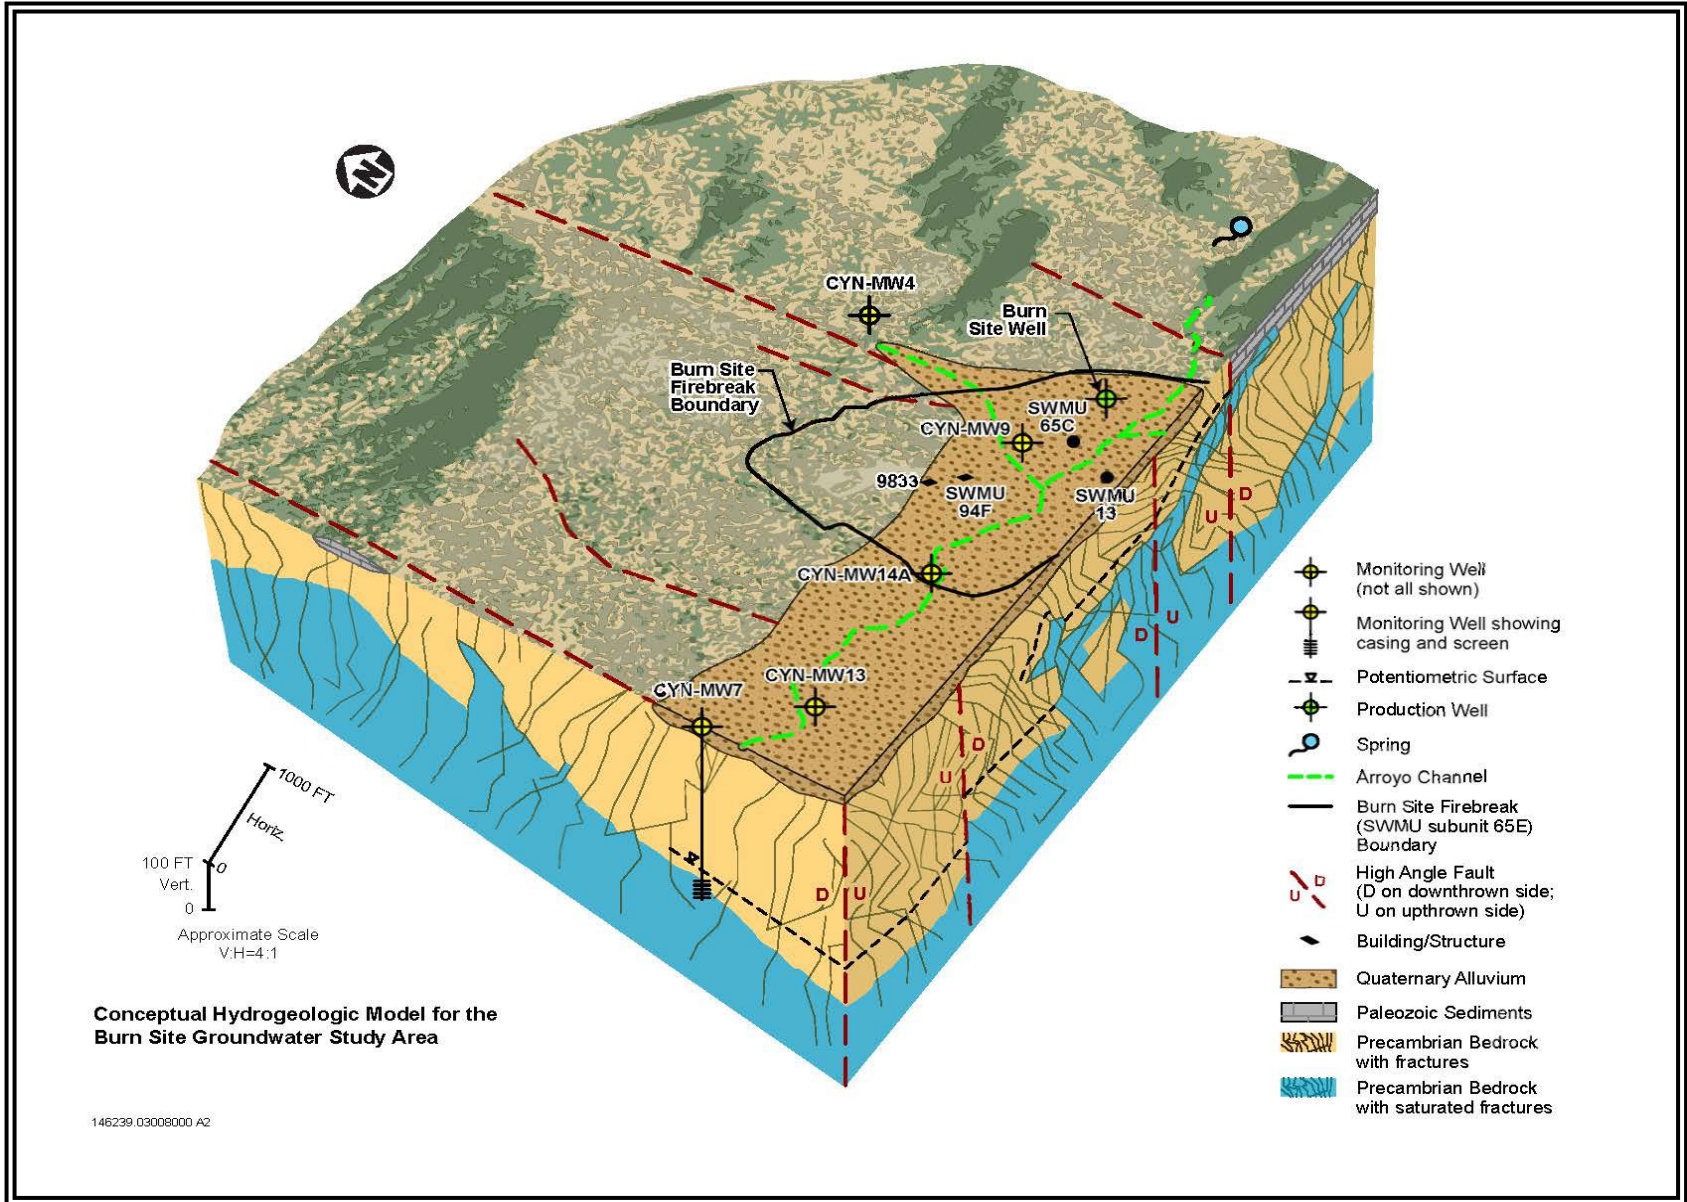 N
CYN-MW4
Burn
Site Well
Burn Site
Firebreak
Boundary
SWMU
65C
CYN-MW9
9833
SWMU
94F
SWMU
13
CYN-MW14A
CYN-MW13
CYN-MW7
D
U
D
U
D
U
D
U
1000 FT
Horiz.
0
100 FT
Vert.
0
Approximate Scale
V:H=4:1
Monitoring Well
(not all shown)
Monitoring Well showing
casing and screen
Potentiometric Surface
Production Well
Spring
Arroyo Channel
Burn Site Firebreak
(SWMU subunit 65E)
Boundary
D
U
High Angle Fault
(D on downthrown side;
U on upthrown side)
Building/Structure
Quaternary Alluvium
Paleozoic Sediments
Precambrian Bedrock
with fractures
Precambrian Bedrock
with saturated fractures
Conceptual Hydrogeologic Model for the
Burn Site Groundwater Study Area
146239.03008000 A2